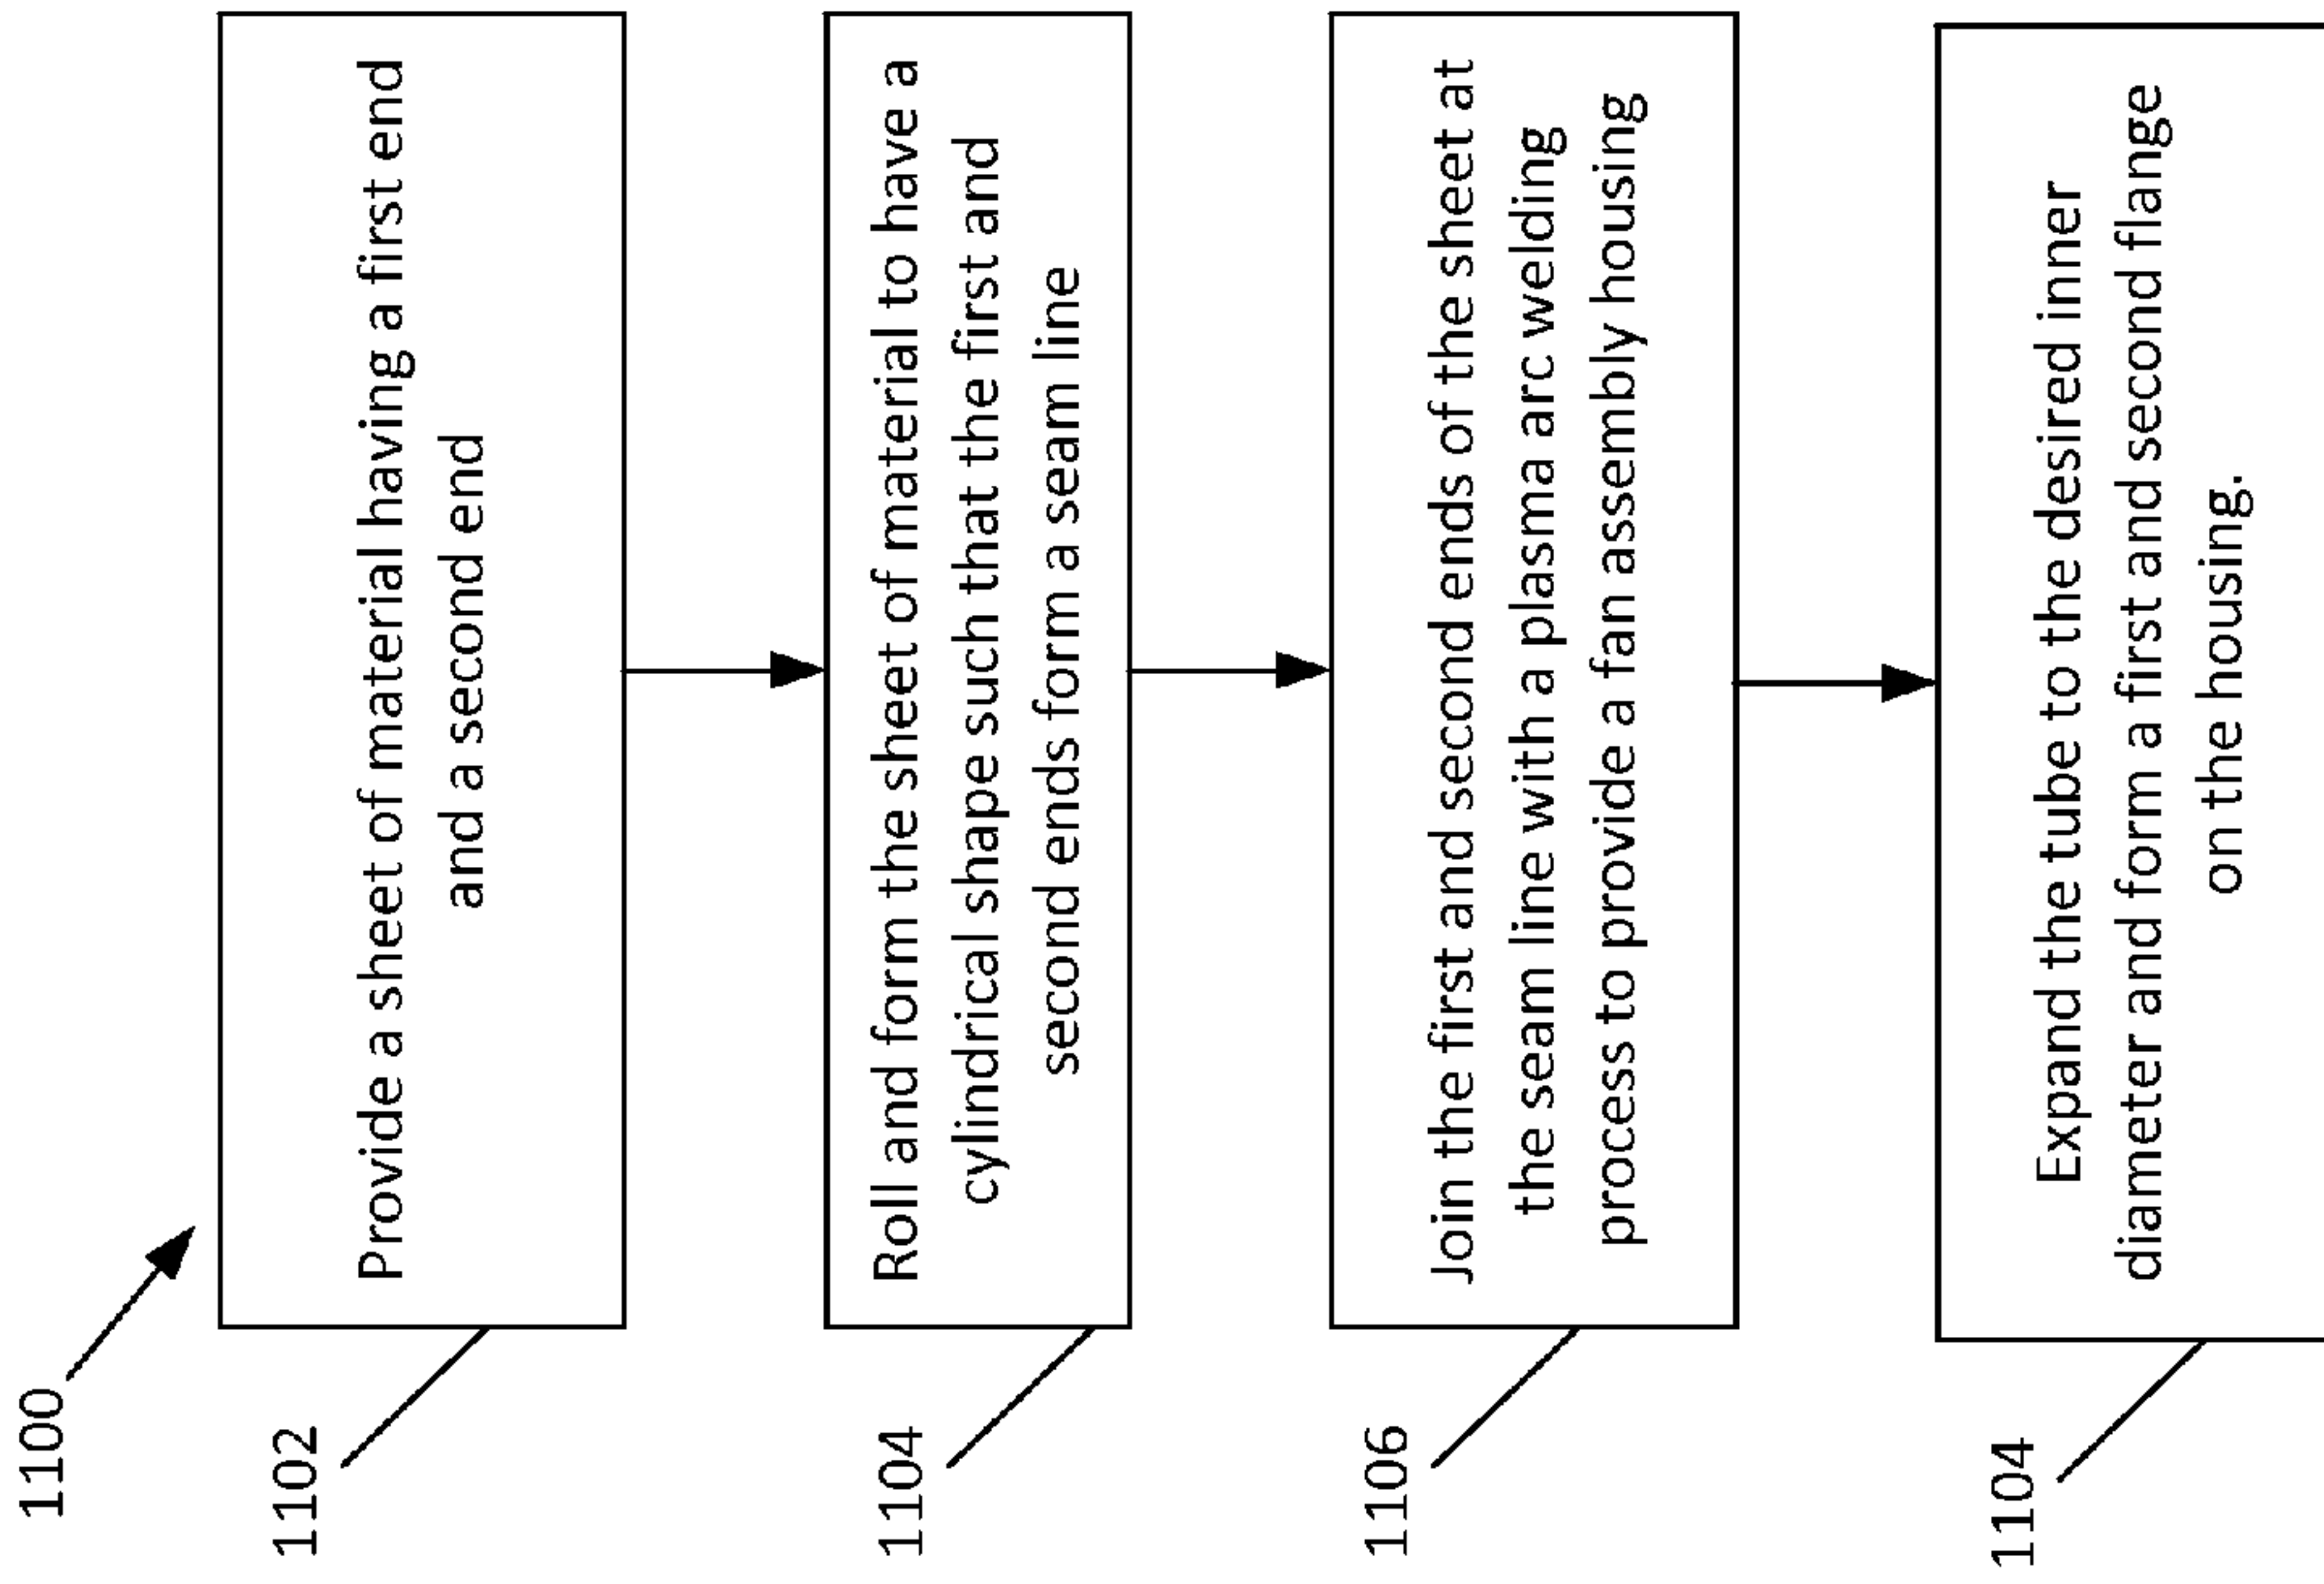 1100
1102
Provide a sheet of material having a first end
and a second end
1104
Roll and form the sheet of material to have a
cylindrical shape such that the first and
second ends form a seam line
1106
Join the first and second ends of the sheet at
the seam line with a plasma arc welding
process to provide a fan assembly housing
1104
Expand the tube to the desired inner
diameter and form a first and second flange
on the housing.